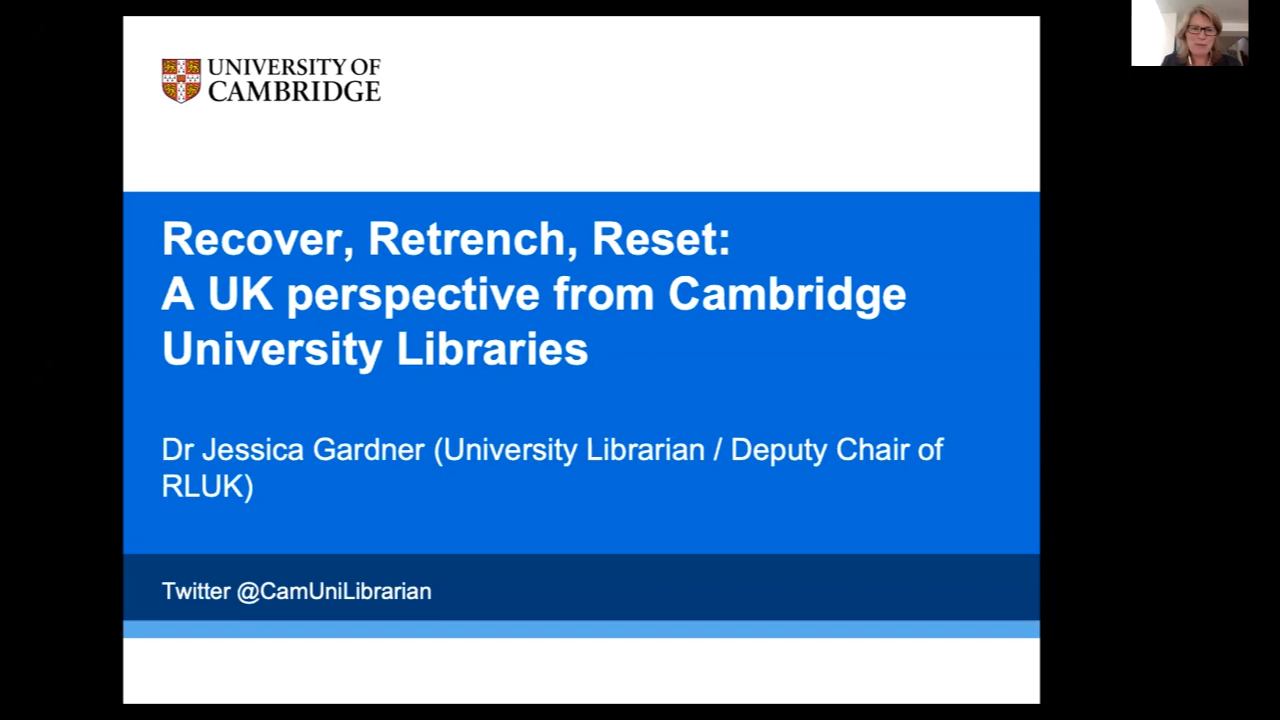 UNIVERSITY OF
CAMBRIDGE
Recover, Retrench, Reset:
A UK perspective from Cambridge
University Libraries
Dr Jessica Gardner (University Librarian / Deputy Chair of
RLUK)
Twitter @CamUniLibrarian